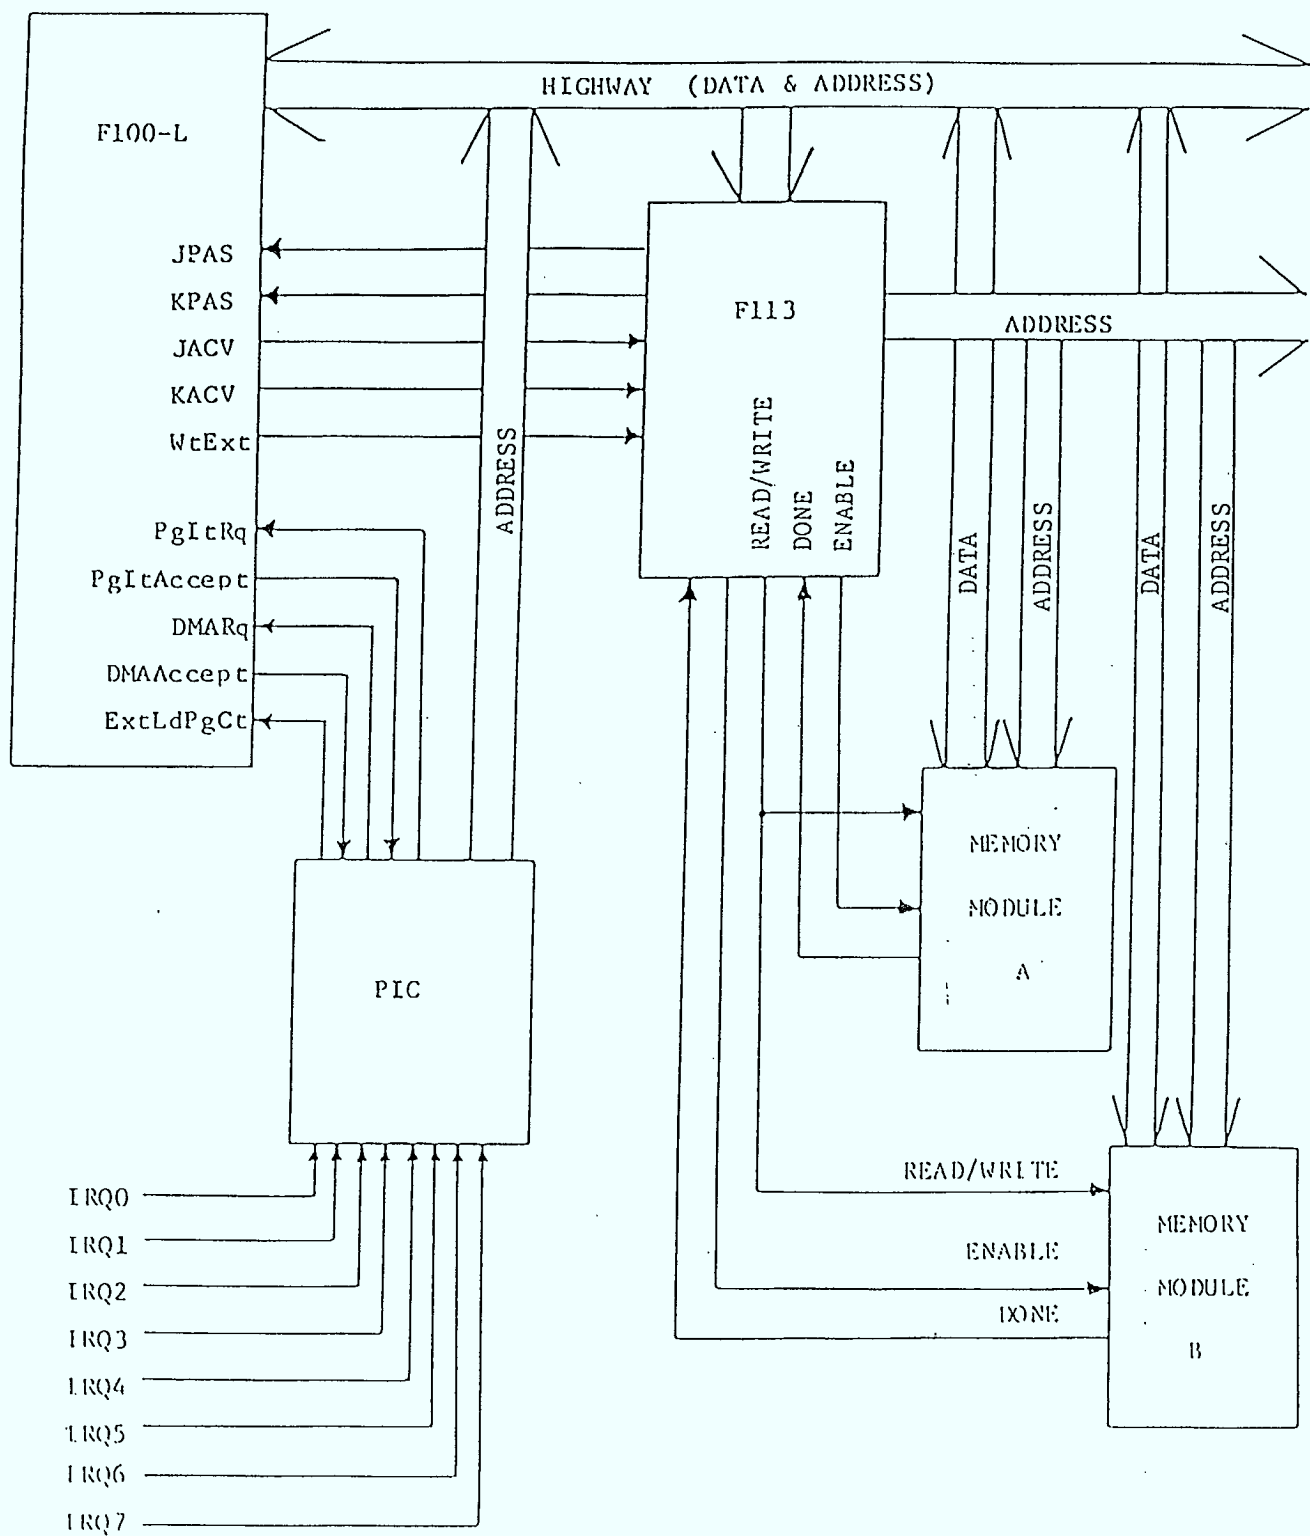 HIGHWAY (DATA & ADDRESS)
F100-L
JPAS
KPAS
JACV
KACV
WtExt
PgItRq
PgItAccept
DMARq
DMAAccept
ExtLdPgCt
ADDRESS
F113
READ/WRITE
DONE
ENABLE
ADDRESS
DATA
ADDRESS
DATA
ADDRESS
MEMORY
MODULE
A
PIC
IRQ0
IRQ1
IRQ2
IRQ3
IRQ4
IRQ5
IRQ6
IRQ7
READ/WRITE
ENABLE
DONE
MEMORY
MODULE
B